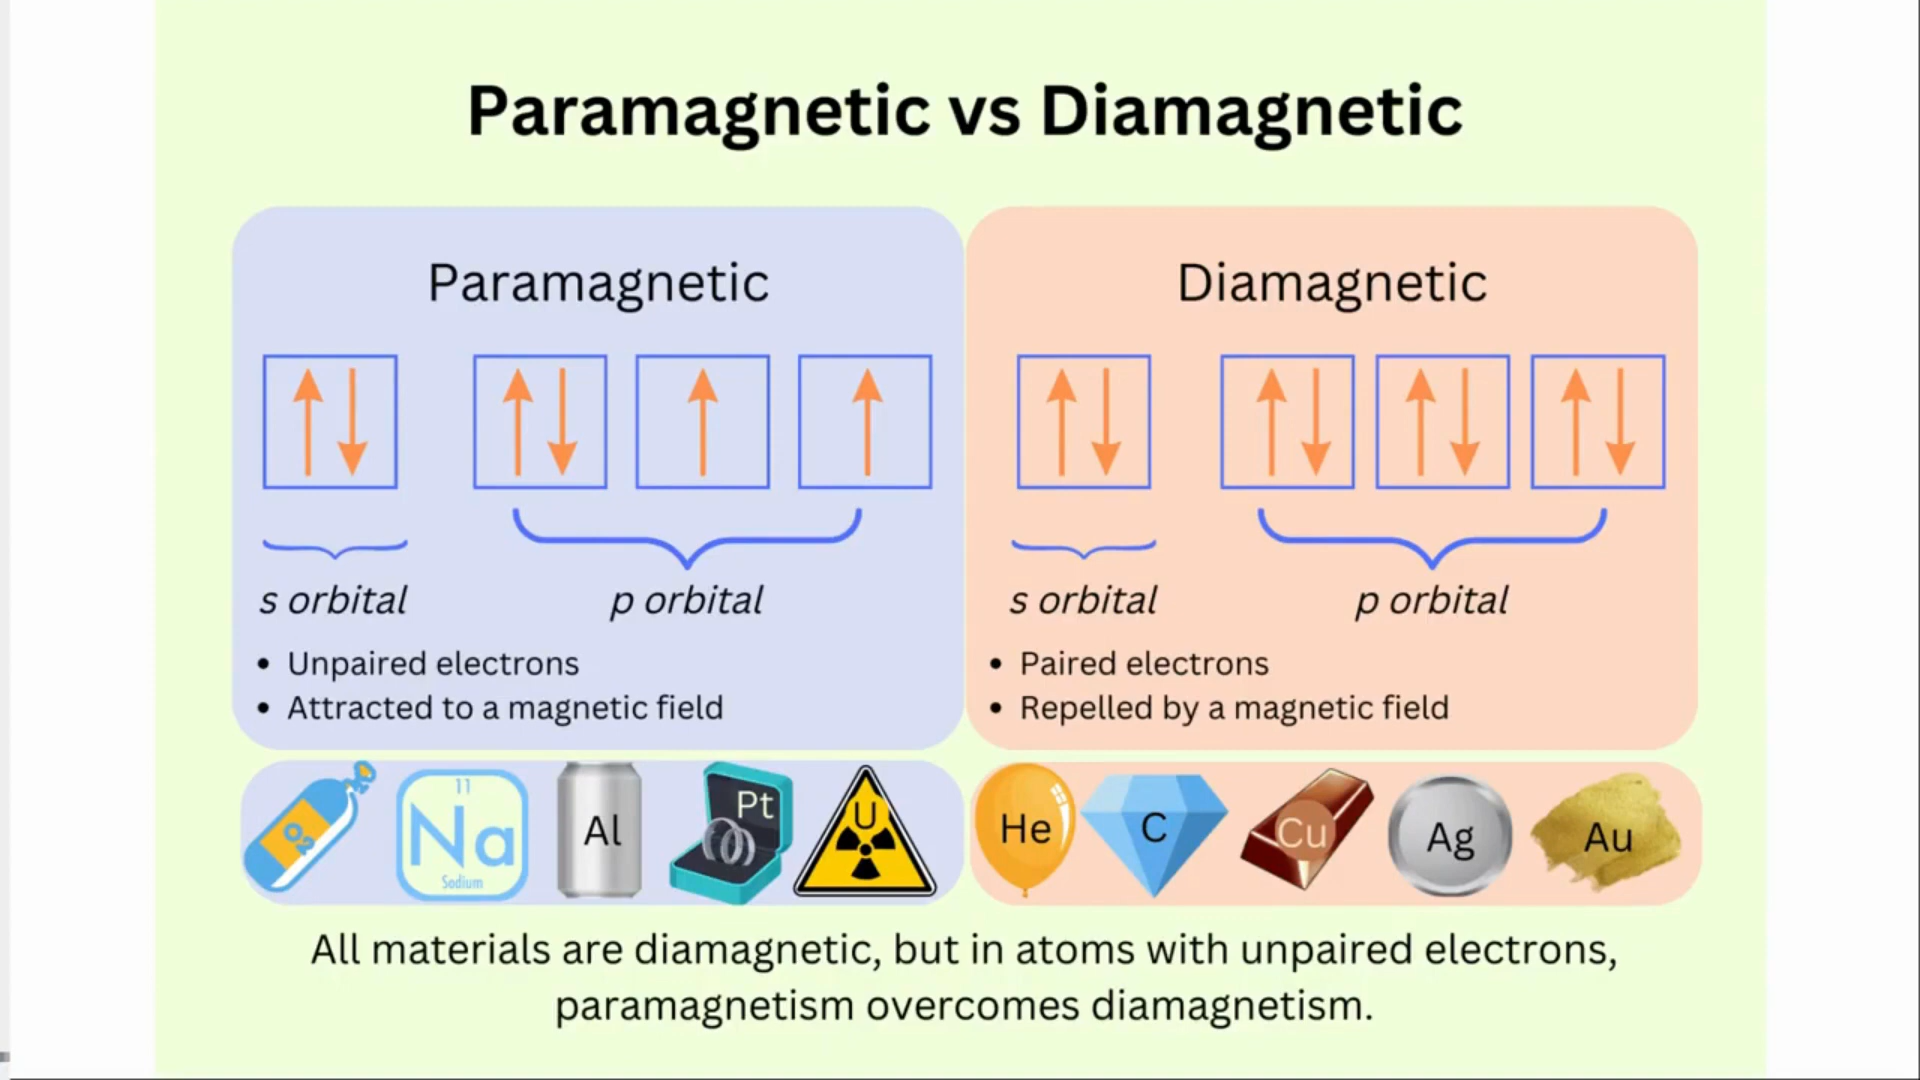 Paramagnetic vs Diamagnetic
Paramagnetic
s orbital
p orbital
• Unpaired electrons
• Attracted to a magnetic field
Diamagnetic
s orbital
p orbital
• Paired electrons
• Repelled by a magnetic field
O₂
11
Na
Sodium
Al
Pt
U
He
C
Cu
Ag
Au
All materials are diamagnetic, but in atoms with unpaired electrons,
paramagnetism overcomes diamagnetism.